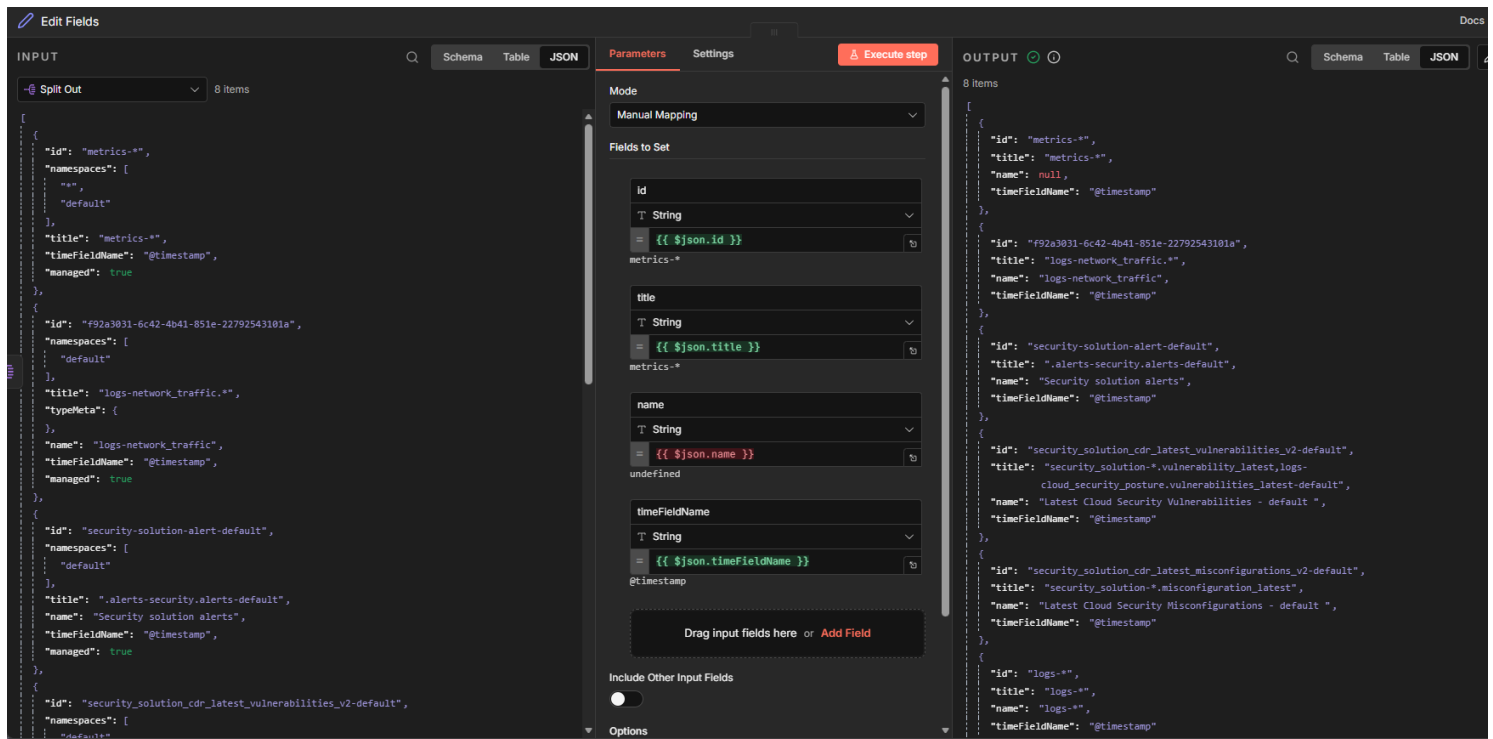 Edit Fields
Docs
INPUT
Schema
Table
JSON
Split Out
8 items
[
{
"id": "metrics-*",
"namespaces": [
"*",
"default"
],
"title": "metrics-*",
"timeFieldName": "@timestamp",
"managed": true
},
{
"id": "f92a3031-6c42-4b41-851e-22792543101a",
"namespaces": [
"default"
],
"title": "logs-network_traffic.*",
"typeMeta": {
},
"name": "logs-network_traffic",
"timeFieldName": "@timestamp",
"managed": true
},
{
"id": "security-solution-alert-default",
"namespaces": [
"default"
],
"title": ".alerts-security.alerts-default",
"name": "Security solution alerts",
"timeFieldName": "@timestamp",
"managed": true
},
{
"id": "security_solution_cdr_latest_vulnerabilities_v2-default",
"namespaces": [
"default"
Parameters
Settings
Execute step
Mode
Manual Mapping
Fields to Set
id
T String
= {{ $json.id }}
metrics-*
title
T String
= {{ $json.title }}
metrics-*
name
T String
= {{ $json.name }}
undefined
timeFieldName
T String
= {{ $json.timeFieldName }}
@timestamp
Drag input fields here or Add Field
Include Other Input Fields
Options
OUTPUT
Schema
Table
JSON
8 items
[
{
"id": "metrics-*",
"title": "metrics-*",
"name": null,
"timeFieldName": "@timestamp"
},
{
"id": "f92a3031-6c42-4b41-851e-22792543101a",
"title": "logs-network_traffic.*",
"name": "logs-network_traffic",
"timeFieldName": "@timestamp"
},
{
"id": "security-solution-alert-default",
"title": ".alerts-security.alerts-default",
"name": "Security solution alerts",
"timeFieldName": "@timestamp"
},
{
"id": "security_solution_cdr_latest_vulnerabilities_v2-default",
"title": "security_solution-*.vulnerability_latest,logs-
cloud_security_posture.vulnerabilities_latest-default",
"name": "Latest Cloud Security Vulnerabilities - default ",
"timeFieldName": "@timestamp"
},
{
"id": "security_solution_cdr_latest_misconfigurations_v2-default",
"title": "security_solution-*.misconfiguration_latest",
"name": "Latest Cloud Security Misconfigurations - default ",
"timeFieldName": "@timestamp"
},
{
"id": "logs-*",
"title": "logs-*",
"name": "logs-*",
"timeFieldName": "@timestamp"